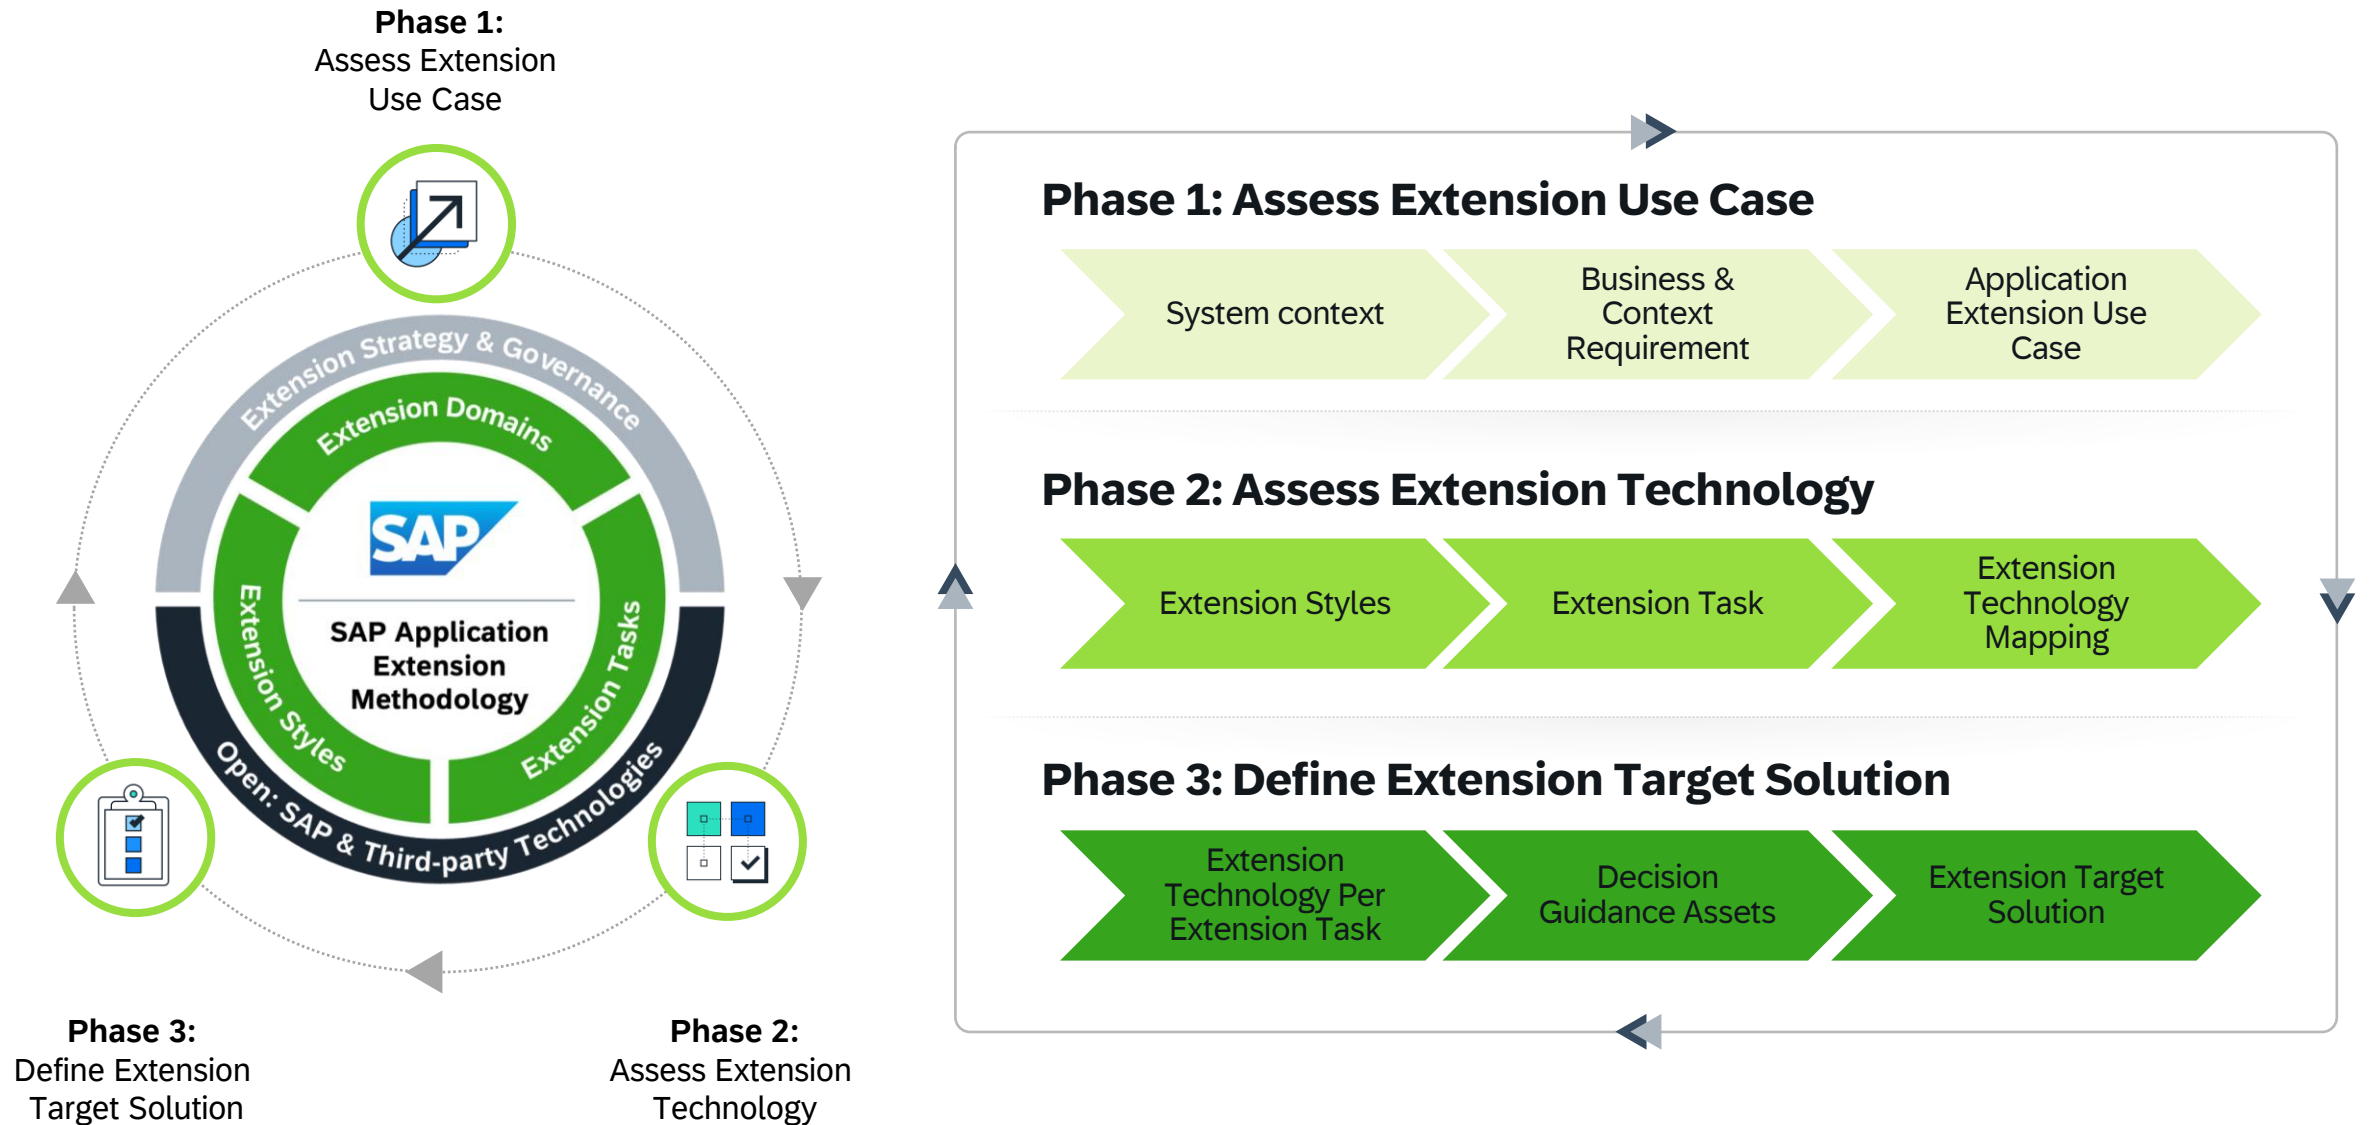 Phase 1:
Assess Extension
Use Case
Extension Strategy & Governance
Extension Domains
Extension Styles
Extension Tasks
SAP
SAP Application
Extension
Methodology
Open: SAP & Third-party Technologies
Phase 3:
Define Extension
Target Solution
Phase 2:
Assess Extension
Technology
Phase 1: Assess Extension Use Case
System context
Business &
Context
Requirement
Application
Extension Use
Case
Phase 2: Assess Extension Technology
Extension Styles
Extension Task
Extension
Technology
Mapping
Phase 3: Define Extension Target Solution
Extension
Technology Per
Extension Task
Decision
Guidance Assets
Extension Target
Solution